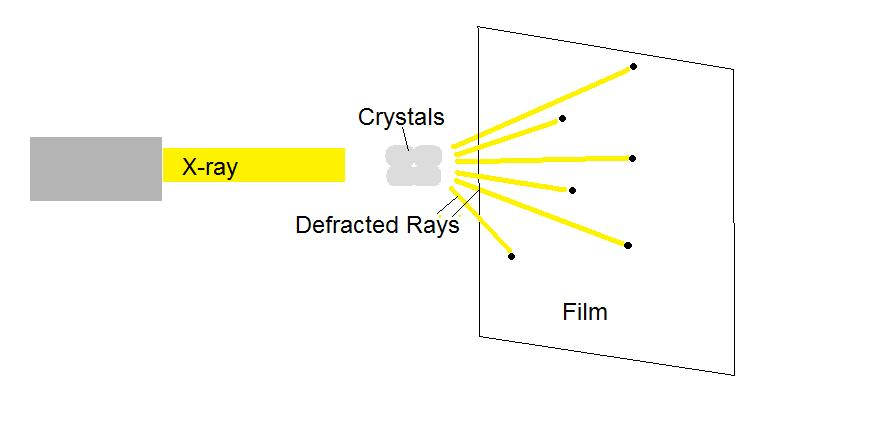 Crystals
X-ray
Defracted Rays
Film